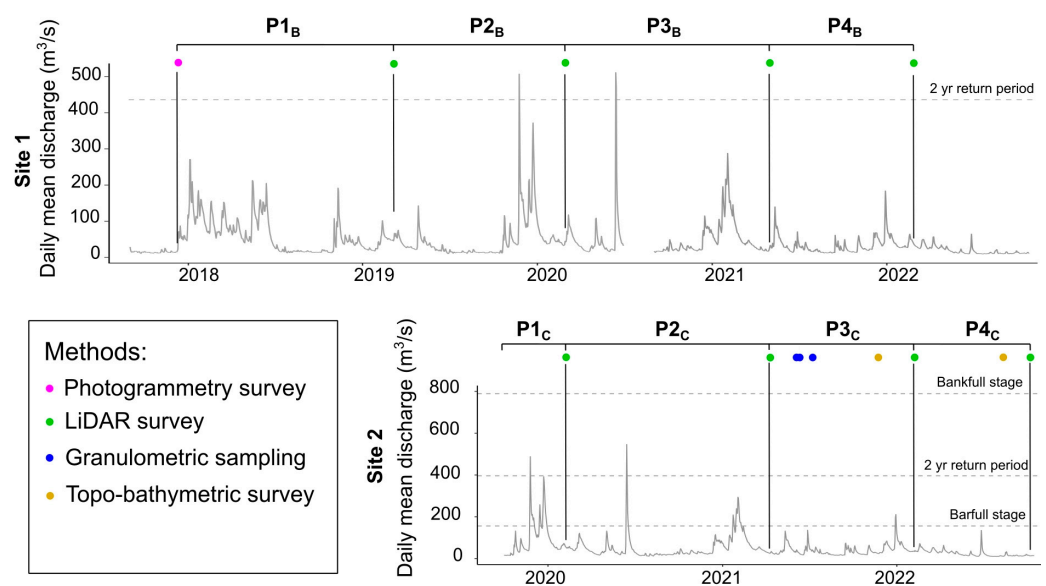 P1B P2B P3B P4B
Site 1
Daily mean discharge (m3/s)
500
400
300
200
100
0
2 yr return period
2018 2019 2020 2021 2022
Methods:
Photogrammetry survey
LiDAR survey
Granulometric sampling
Topo-bathymetric survey
P1C P2C P3C P4C
Site 2
Daily mean discharge (m3/s)
800
600
400
200
0
Bankfull stage
2 yr return period
Barfull stage
2020 2021 2022